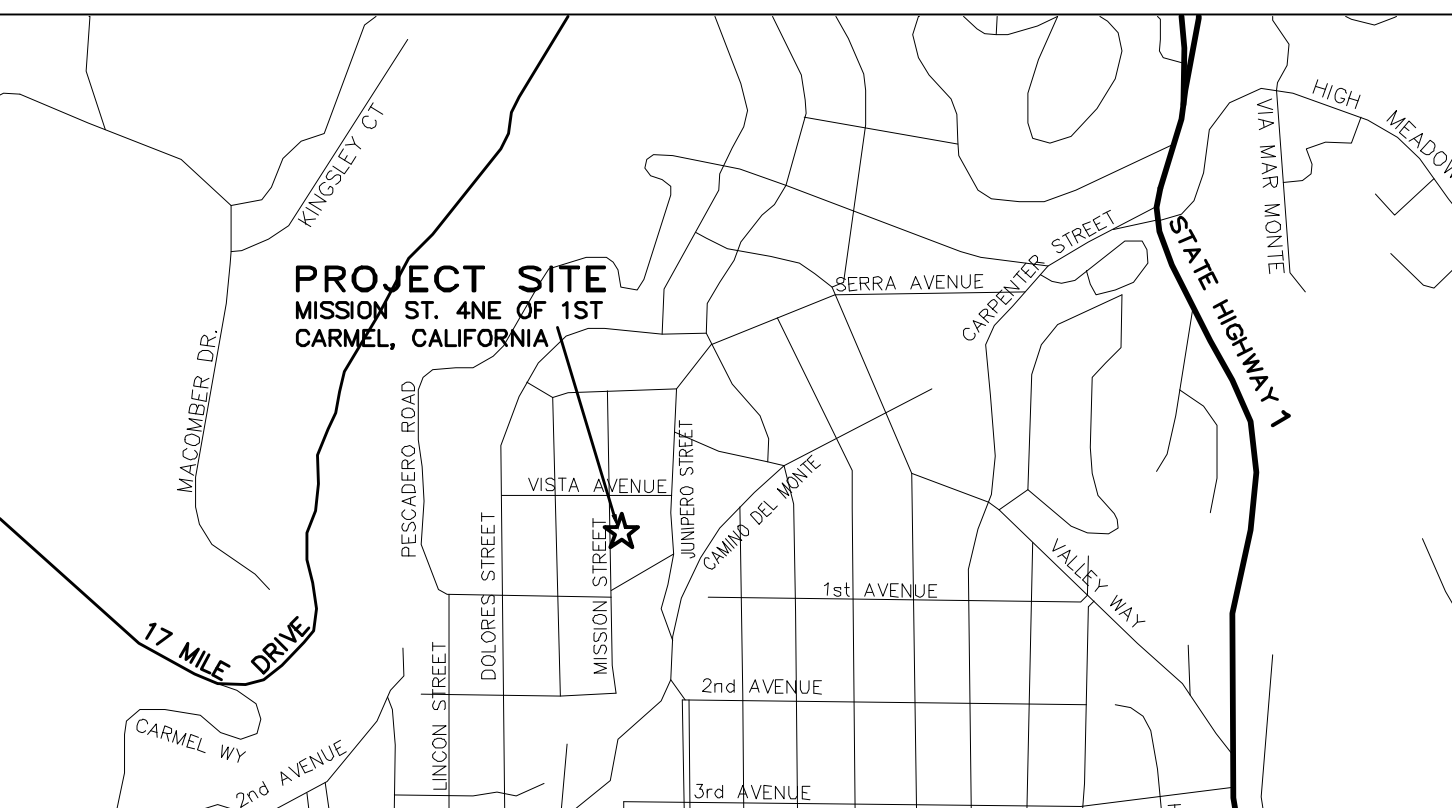 HIGH
MEADOW
VIA MAR MONTE
KINGSLEY CT
STATE HIGHWAY 1
CARPENTER STREET
PROJECT SITE
MISSION ST. 4NE OF 1ST
CARMEL, CALIFORNIA
SERRA AVENUE
MACOMBER DR.
PESCADERO ROAD
JUNIPERO STREET
VISTA AVENUE
CAMINO DEL MONTE
DOLORES STREET
MISSION STREET
VALLEY WAY
1st AVENUE
17 MILE DRIVE
LINCON STREET
2nd AVENUE
CARMEL WY
2nd AVENUE
3rd AVENUE